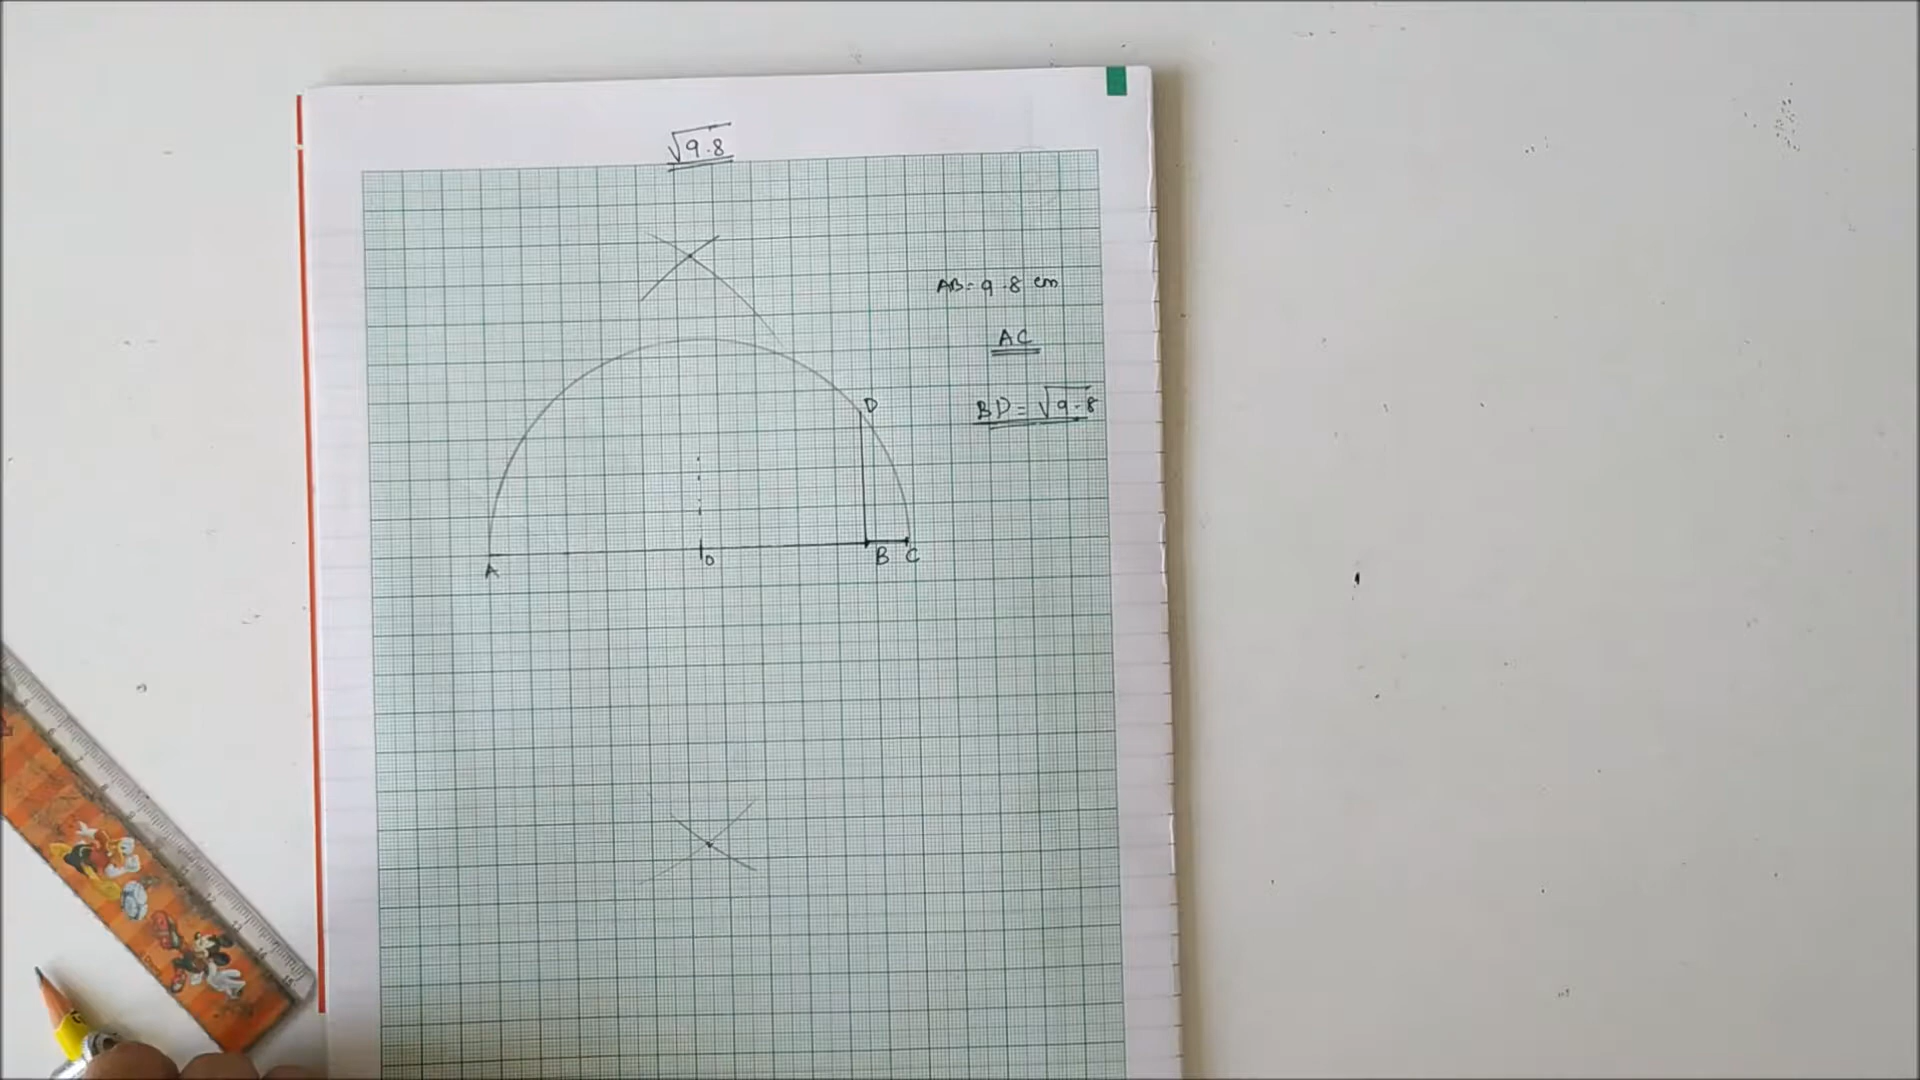 √9.8
AB = 9.8 cm
AC
BD = √9.8
D
A
O
B C